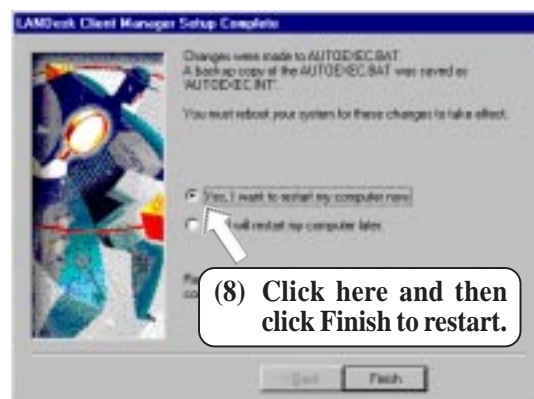 LANDesk Client Manager Setup Complete
Changes were made to AUTOEXEC.BAT.
A backup copy of the AUTOEXEC.BAT was saved as
'AUTOEXEC.INT'.
You must reboot your system for these changes to take effect.
Yes, I want to restart my computer now.
I will restart my computer later.
(8) Click here and then
click Finish to restart.
Finish